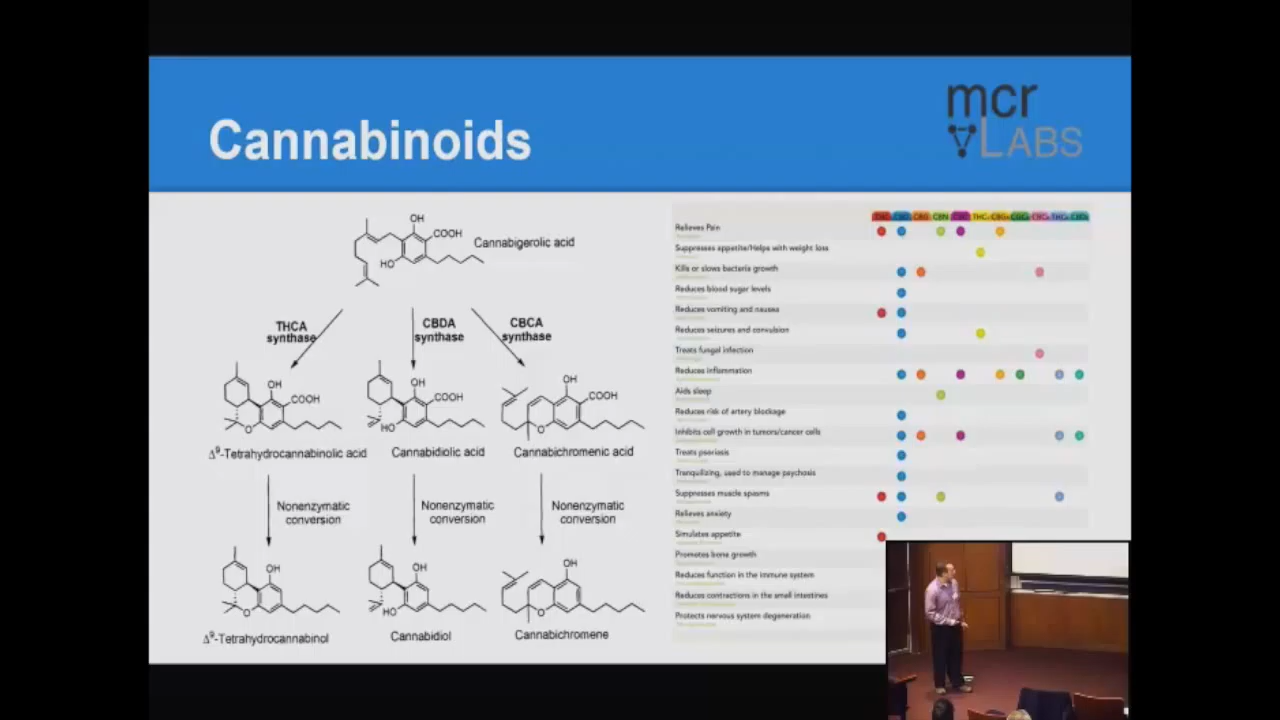 Cannabinoids
mcr
LABS
OH
COOH
Cannabigerolic acid
HO
THCA
synthase
CBDA
synthase
CBCA
synthase
OH
COOH
O
Δ⁹-Tetrahydrocannabinolic acid
OH
COOH
HO
Cannabidiolic acid
OH
COOH
O
Cannabichromenic acid
Nonenzymatic
conversion
Nonenzymatic
conversion
Nonenzymatic
conversion
OH
O
Δ⁹-Tetrahydrocannabinol
OH
HO
Cannabidiol
OH
O
Cannabichromene
Relieves Pain
Suppresses appetite/Helps with weight loss
Kills or slows bacteria growth
Reduces blood sugar levels
Reduces vomiting and nausea
Reduces seizures and convulsion
Treats fungal infection
Reduces inflammation
Aids sleep
Reduces risk of artery blockage
Inhibits cell growth in tumors/cancer cells
Treats psoriasis
Tranquilizing, used to manage psychosis
Suppresses muscle spasms
Relieves anxiety
Simulates appetite
Promotes bone growth
Reduces function in the immune system
Reduces contractions in the small intestines
Protects nervous system degeneration